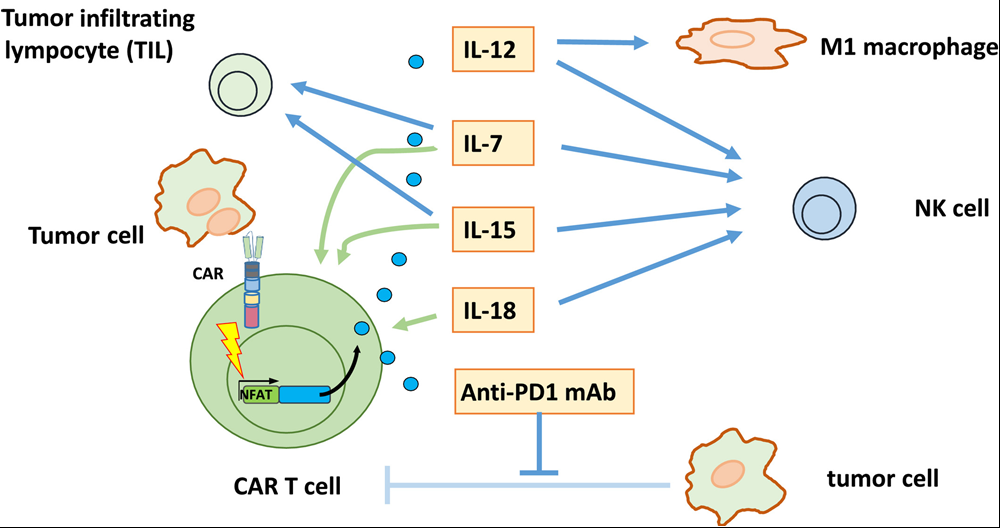 Tumor infiltrating
lympocyte (TIL)
IL-12
M1 macrophage
IL-7
IL-15
NK cell
Tumor cell
CAR
IL-18
NFAT
Anti-PD1 mAb
CAR T cell
tumor cell